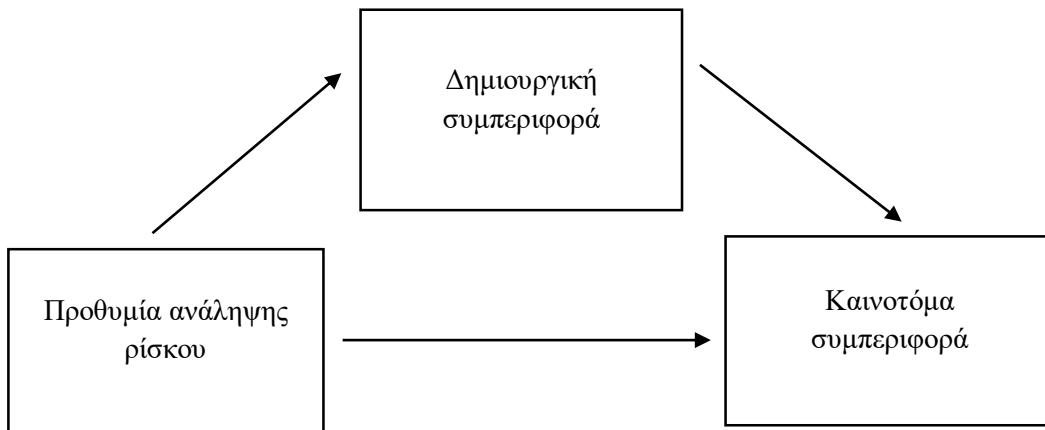 Δημιουργική
συμπεριφορά
Προθυμία ανάληψης
ρίσκου
Καινοτόμα
συμπεριφορά